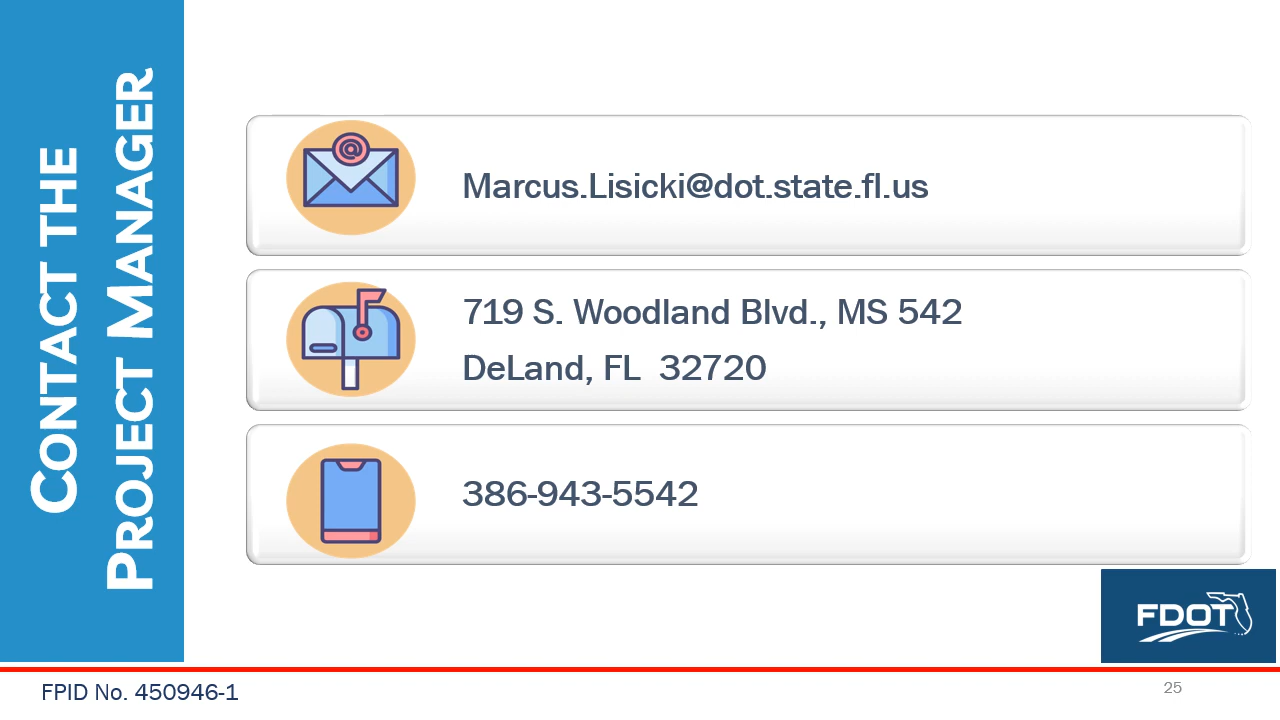 CONTACT THE
PROJECT MANAGER
@
Marcus.Lisicki@dot.state.fl.us
719 S. Woodland Blvd., MS 542
DeLand, FL  32720
386-943-5542
FDOT
FPID No. 450946-1
25